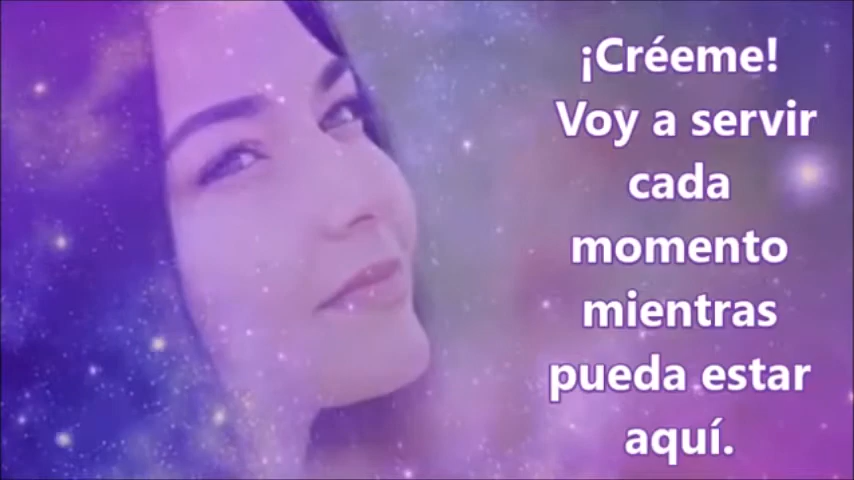 ¡Créeme!
Voy a servir
cada
momento
mientras
pueda estar
aquí.